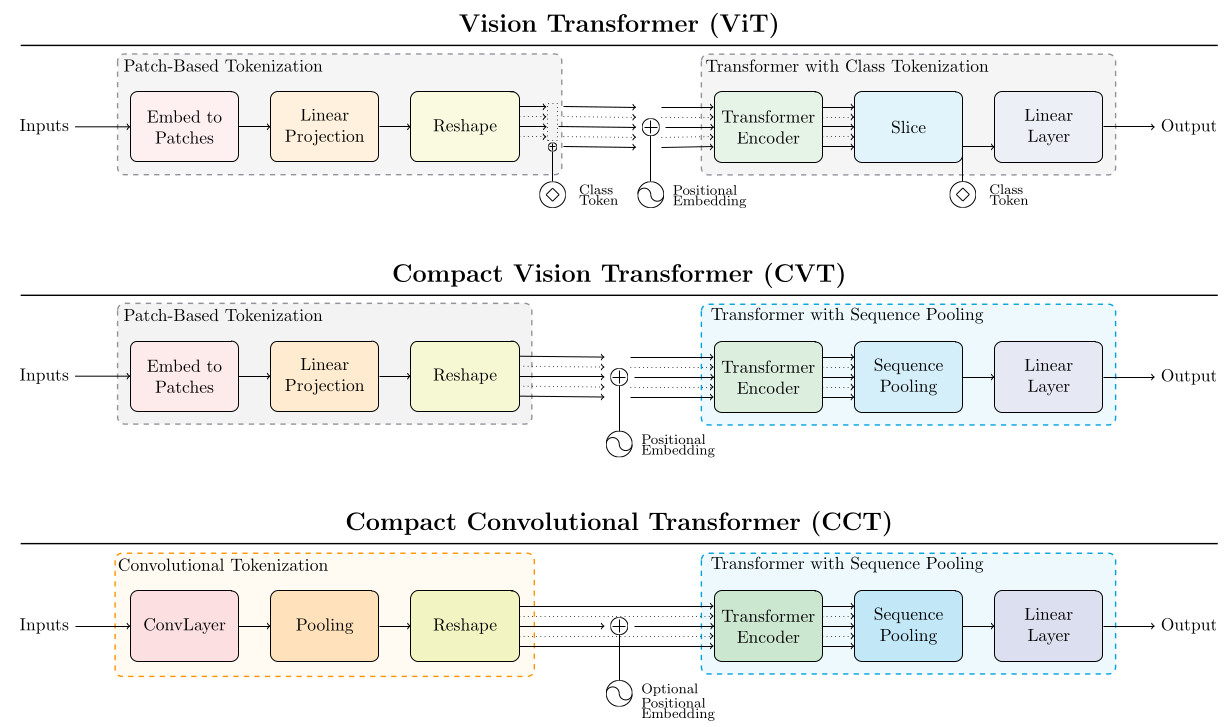 Vision Transformer (ViT)
Patch-Based Tokenization
Transformer with Class Tokenization
Inputs
Embed to
Patches
Linear
Projection
Reshape
Transformer
Encoder
Slice
Linear
Layer
Output
Class
Token
Positional
Embedding
Class
Token
Compact Vision Transformer (CVT)
Patch-Based Tokenization
Transformer with Sequence Pooling
Inputs
Embed to
Patches
Linear
Projection
Reshape
Transformer
Encoder
Sequence
Pooling
Linear
Layer
Output
Positional
Embedding
Compact Convolutional Transformer (CCT)
Convolutional Tokenization
Transformer with Sequence Pooling
Inputs
ConvLayer
Pooling
Reshape
Transformer
Encoder
Sequence
Pooling
Linear
Layer
Output
Optional
Positional
Embedding